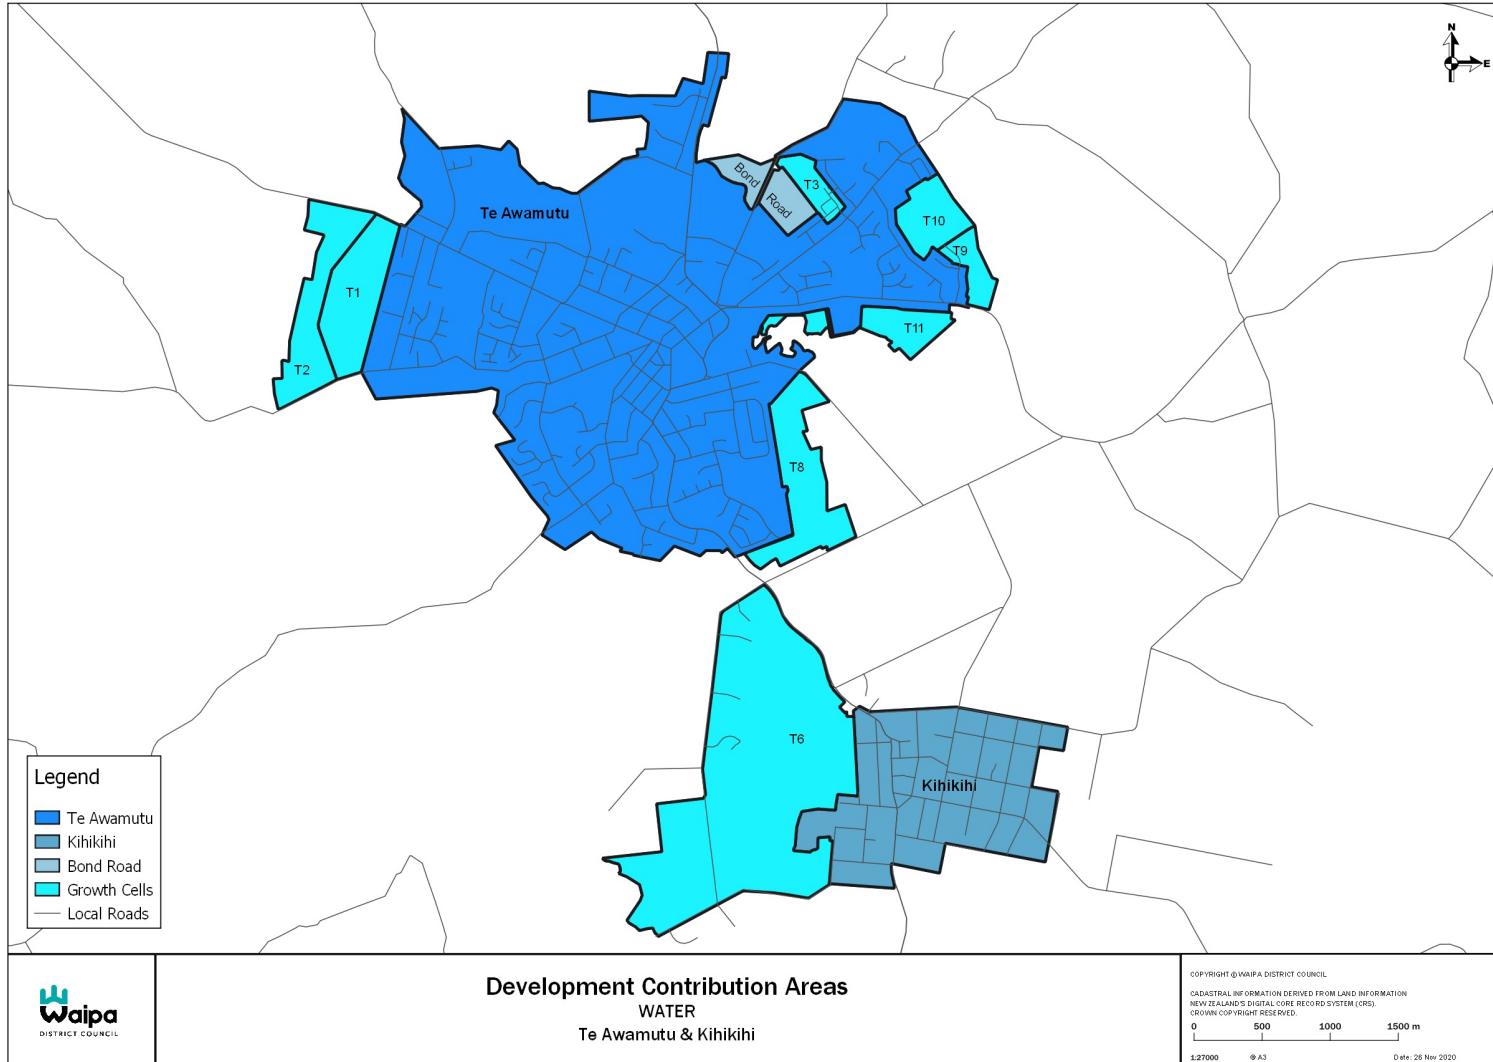 N
E
Bond
Road
T3
Te Awamutu
T10
T9
T1
T11
T2
T8
T6
Kihikihi
Legend
Te Awamutu
Kihikihi
Bond Road
Growth Cells
Local Roads
Waipa
DISTRICT COUNCIL
Development Contribution Areas
WATER
Te Awamutu & Kihikihi
COPYRIGHT @ WAIPA DISTRICT COUNCIL
CADASTRAL INFORMATION DERIVED FROM LAND INFORMATION
NEW ZEALAND'S DIGITAL CORE RECORD SYSTEM (CRS).
CROWN COPYRIGHT RESERVED.
0 500 1000 1500 m
1:27000 @ A3 Date: 26 Nov 2020